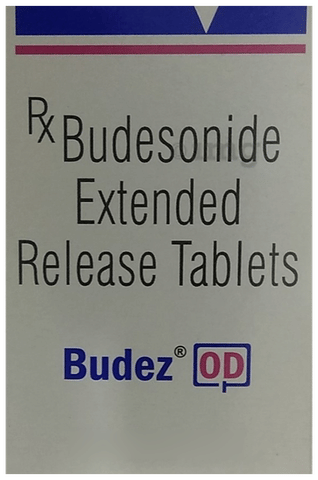 Rx Budesonide
Extended
Release Tablets
Budez® OD